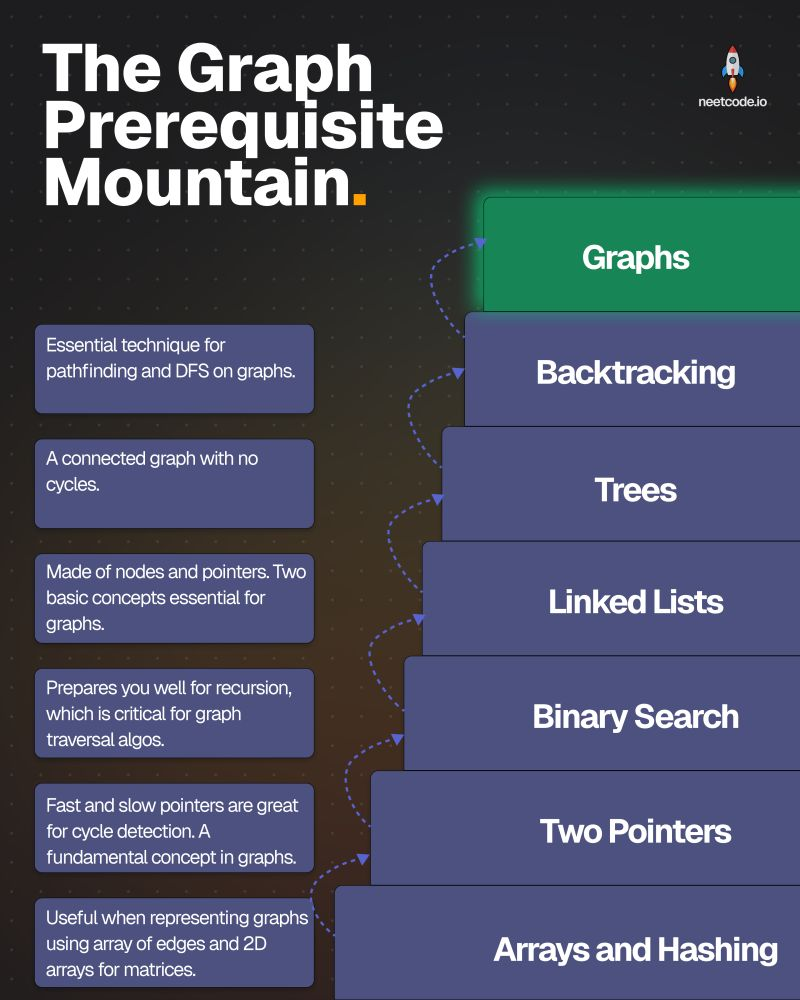 The Graph
Prerequisite
Mountain.
neetcode.io
Graphs
Essential technique for
pathfinding and DFS on graphs.
Backtracking
A connected graph with no
cycles.
Trees
Made of nodes and pointers. Two
basic concepts essential for
graphs.
Linked Lists
Prepares you well for recursion,
which is critical for graph
traversal algos.
Binary Search
Fast and slow pointers are great
for cycle detection. A
fundamental concept in graphs.
Two Pointers
Useful when representing graphs
using array of edges and 2D
arrays for matrices.
Arrays and Hashing